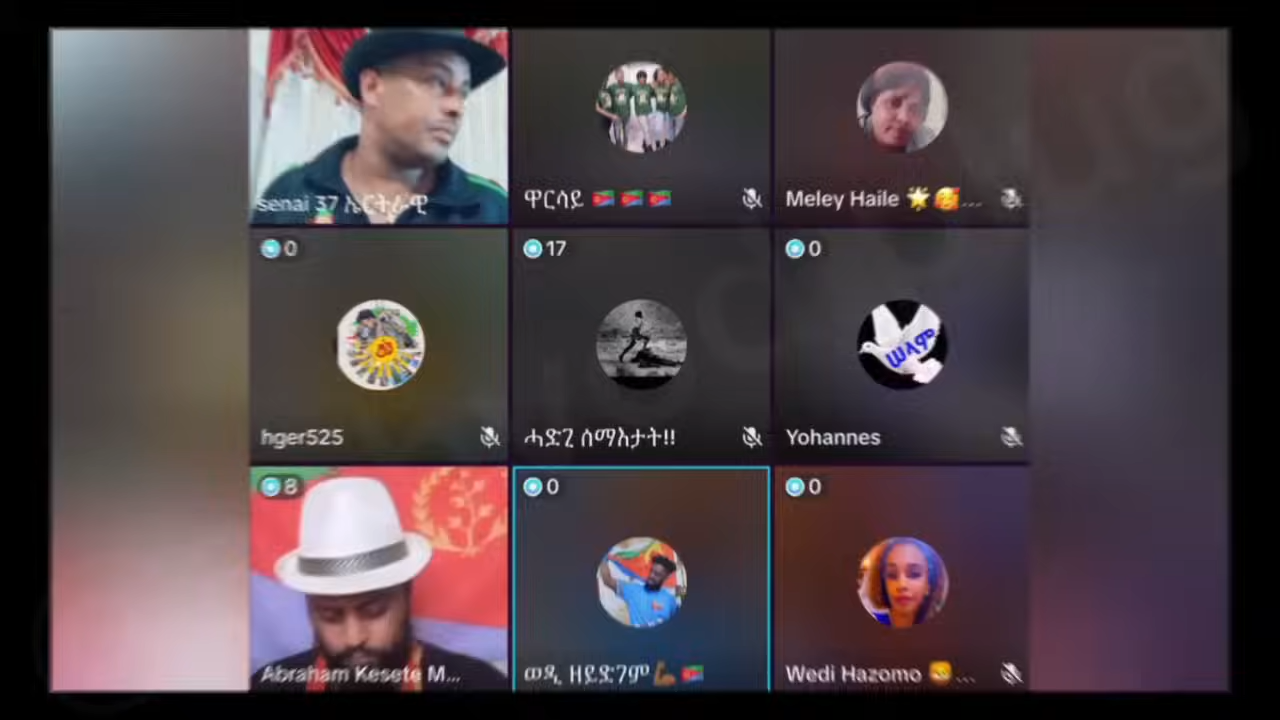 senai 37 ኤርትራዊ
ዋርሳይ 🇪🇷 🇪🇷 🇪🇷
Meley Haile 🌟🥰...
0
17
0
hger525
ሓድጊ ሰማእታት!!
ሠላም
Yohannes
8
0
0
Abraham Kesete M...
ወዲ ዘይድገም💪🏾🇪🇷
Wedi Hazomo 😄...